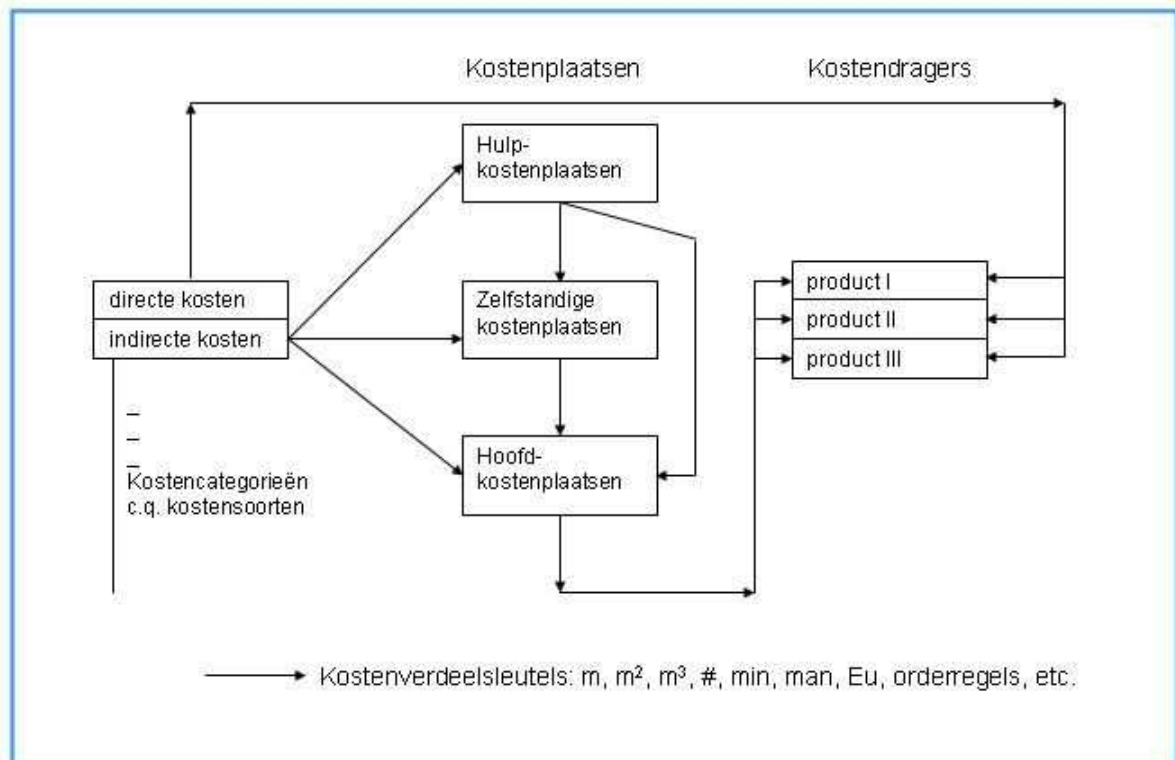 Kostenplaatsen
Kostendragers
Hulp-
kostenplaatsen
directe kosten
indirecte kosten
Zelfstandige
kostenplaatsen
product I
product II
product III
–
–
–
Kostencategorieën
c.q. kostensoorten
Hoofd-
kostenplaatsen
Kostenverdeelsleutels: m, m², m³, #, min, man, Eu, orderregels, etc.